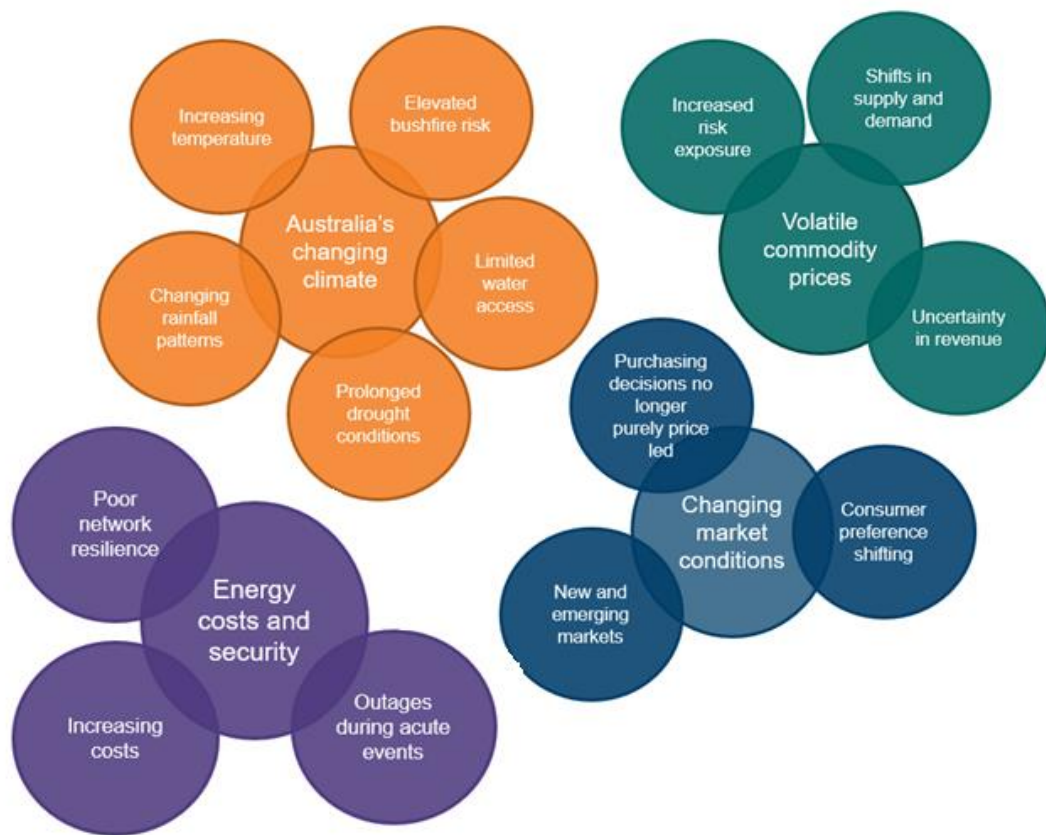 Increasing
temperature
Elevated
bushfire risk
Australia's
changing
climate
Limited
water
access
Changing
rainfall
patterns
Prolonged
drought
conditions
Increased
risk
exposure
Shifts in
supply and
demand
Volatile
commodity
prices
Uncertainty
in revenue
Purchasing
decisions no
longer
purely price
led
Changing
market
conditions
Consumer
preference
shifting
New and
emerging
markets
Poor
network
resilience
Energy
costs and
security
Increasing
costs
Outages
during acute
events